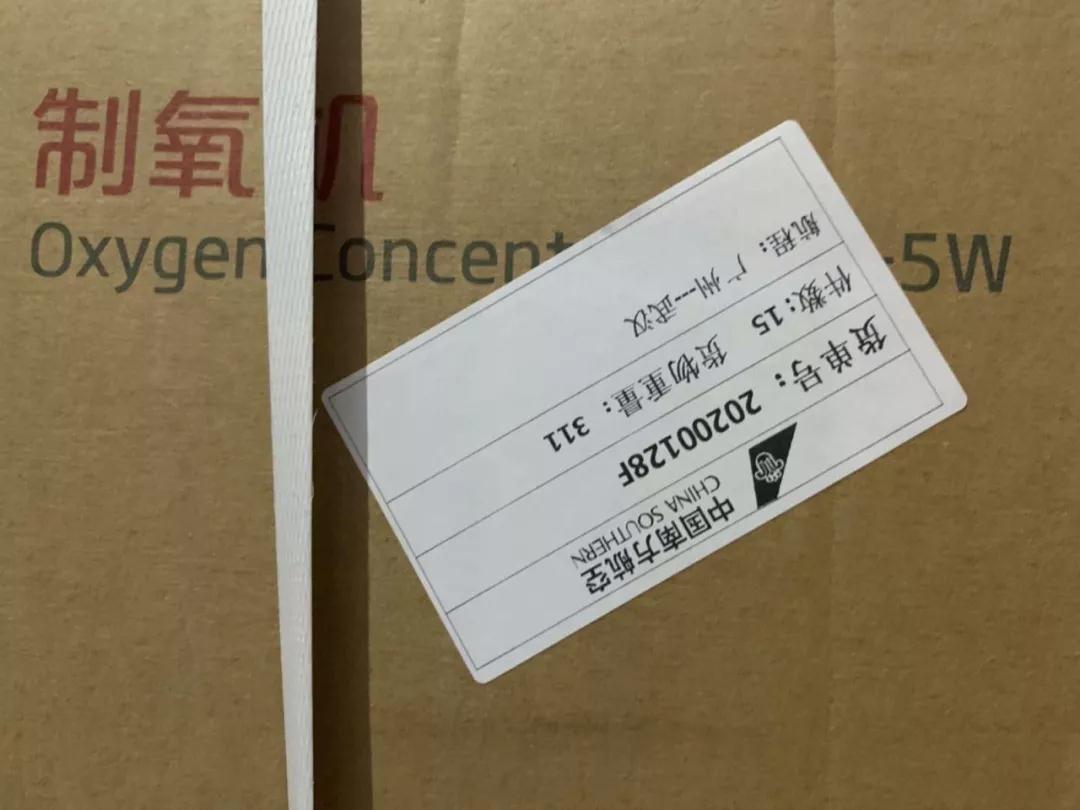 制氧机
Oxygen Concent
-5W
中国南方航空
CHINA SOUTHERN
货单号：20200128F
件数:15 货物重量：311
航程：广州---武汉